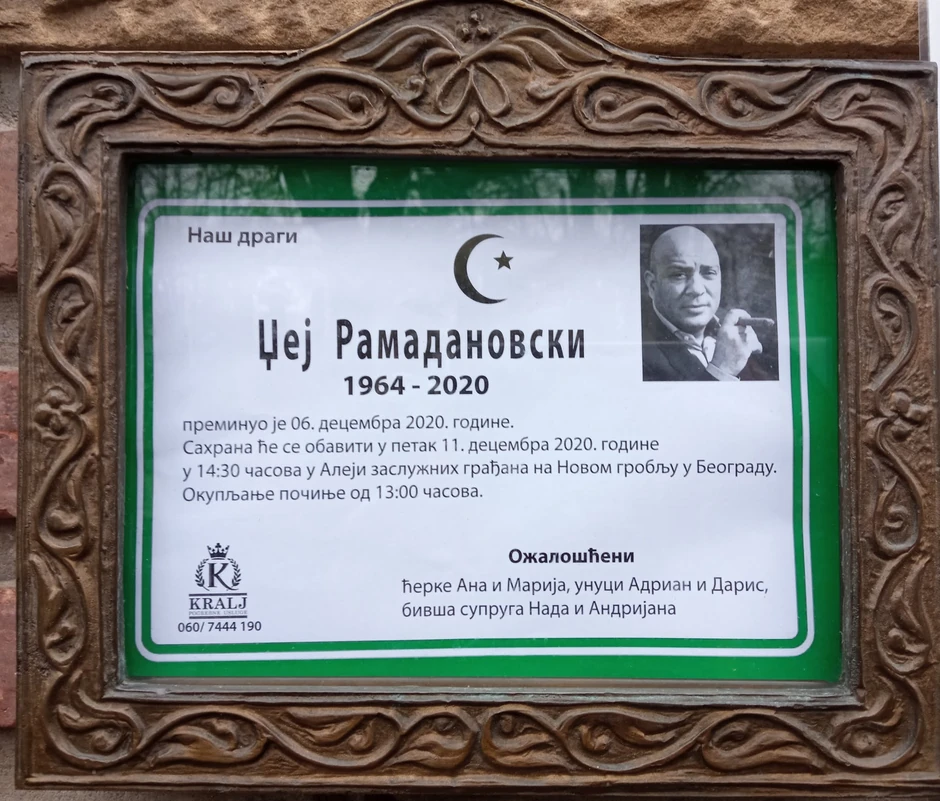 Наш драги
Џеј Рамадановски
1964 - 2020
преминуо је 06. децембра 2020. године.
Сахрана ће се обавити у петак 11. децембра 2020. године
у 14:30 часова у Алеји заслужних грађана на Новом гробљу у Београду.
Окупљање почиње од 13:00 часова.
Ожалошћени
ћерке Ана и Марија, унуци Адриан и Дарис,
бивша супруга Нада и Андријана
K
KRALJ
POGREBNE USLUGE
060/ 7444 190